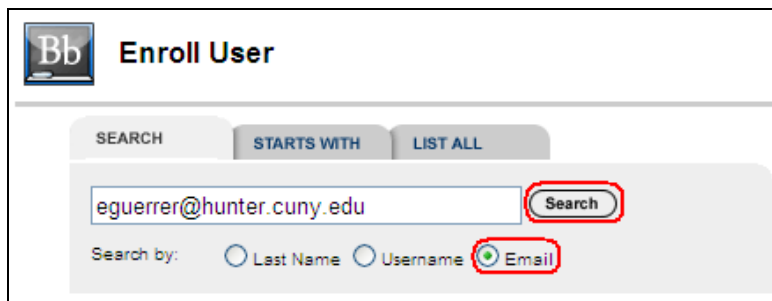 Bb Enroll User
SEARCH STARTS WITH LIST ALL
eguerrer@hunter.cuny.edu Search
Search by: Last Name Username Email